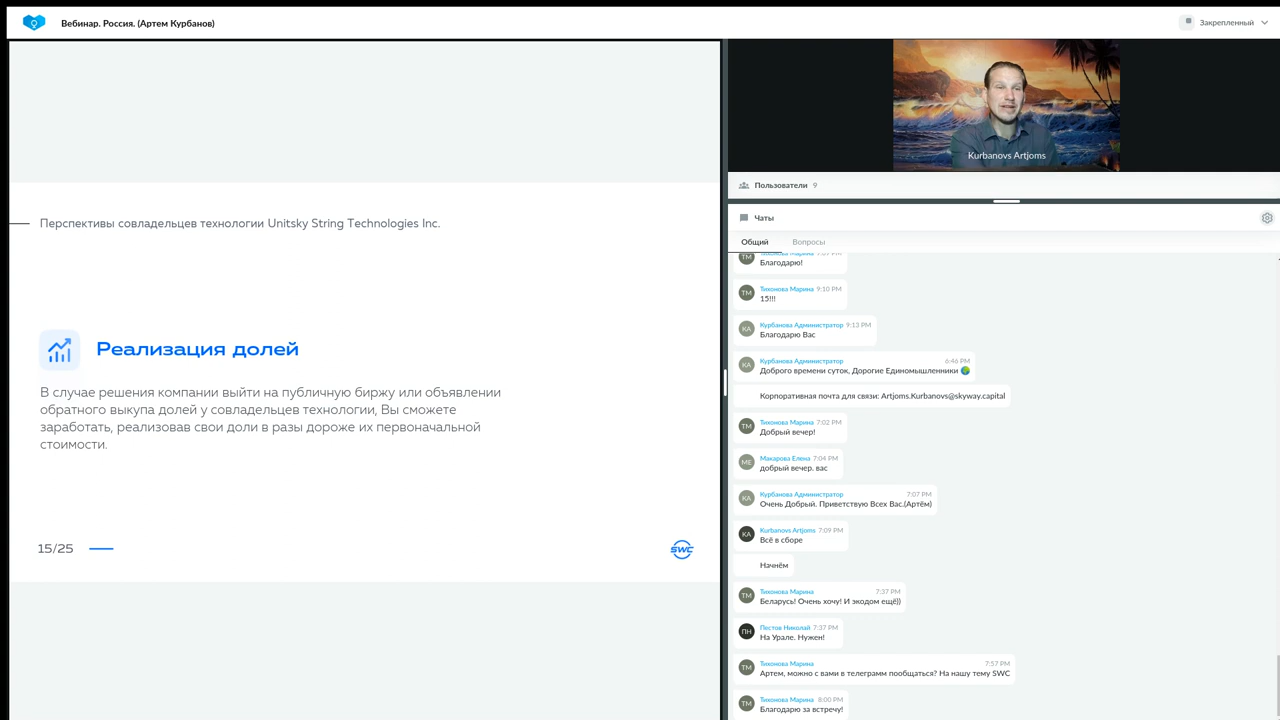 Вебинар. Россия. (Артем Курбанов)
Закрепленный
Перспективы совладельцев технологии Unitsky String Technologies Inc.
Реализация долей
В случае решения компании выйти на публичную биржу или объявлении
обратного выкупа долей у совладельцев технологии, Вы сможете
заработать, реализовав свои доли в разы дороже их первоначальной
стоимости.
15/25
SWC
Kurbanovs Artjoms
Пользователи 9
Чаты
Общий Вопросы
ТМ
Благодарю!
ТМ Тихонова Марина 9:10 PM
15!!!
КА Курбанова Администратор 9:13 PM
Благодарю Вас
КА Курбанова Администратор 6:46 PM
Доброго времени суток, Дорогие Единомышленники
Корпоративная почта для связи: Artjoms.Kurbanovs@skyway.capital
ТМ Тихонова Марина 7:02 PM
Добрый вечер!
МЕ Макарова Елена 7:04 PM
добрый вечер. вас
КА Курбанова Администратор 7:07 PM
Очень Добрый. Приветствую Всех Вас.(Артём)
КА Kurbanovs Artjoms 7:09 PM
Всё в сборе
Начнём
ТМ Тихонова Марина 7:37 PM
Беларусь! Очень хочу! И экодом ещё))
ПН Пестов Николай 7:37 PM
На Урале. Нужен!
ТМ Тихонова Марина 7:57 PM
Артем, можно с вами в телеграмм пообщаться? На нашу тему SWC
ТМ Тихонова Марина 8:00 PM
Благодарю за встречу!